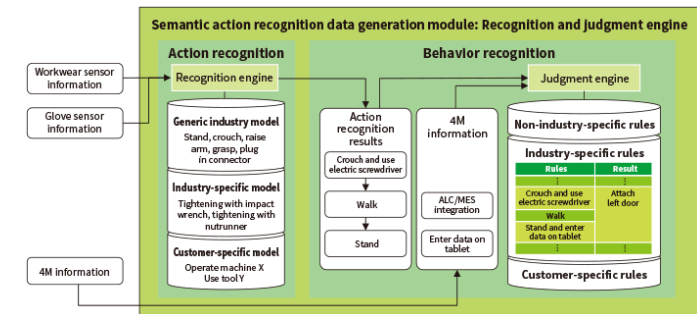 Semantic action recognition data generation module: Recognition and judgment engine
Action recognition
Behavior recognition
Workwear sensor
information
Glove sensor
information
4M information
Recognition engine
Generic industry model
Stand, crouch, raise
arm, grasp, plug
in connector
Industry-specific model
Tightening with impact
wrench, tightening with
nutrunner
Customer-specific model
Operate machine X
Use tool Y
Action
recognition
results
Crouch and use
electric screwdriver
Walk
Stand
4M
information
ALC/MES
integration
Enter data on
tablet
Judgment engine
Non-industry-specific rules
Industry-specific rules
Rules
Result
⋮
⋮
Crouch and use
electric screwdriver
Attach
left door
Walk
Stand and enter
data on tablet
⋮
⋮
Customer-specific rules